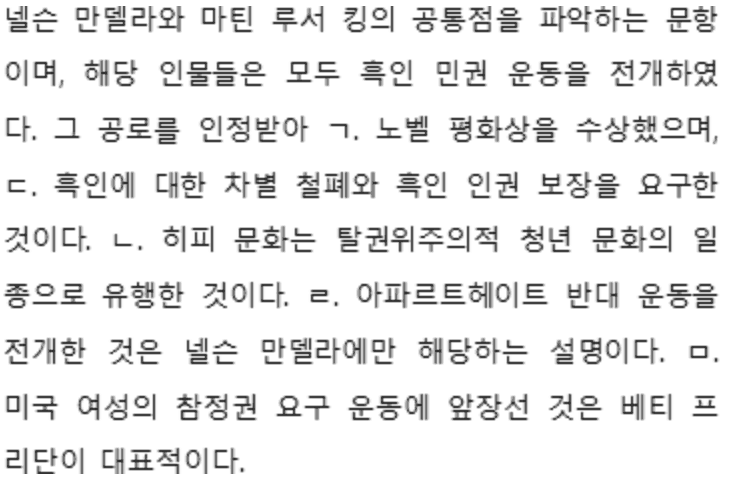 넬슨 만델라와 마틴 루서 킹의 공통점을 파악하는 문항
이며, 해당 인물들은 모두 흑인 민권 운동을 전개하였
다. 그 공로를 인정받아 ㄱ. 노벨 평화상을 수상했으며,
ㄷ. 흑인에 대한 차별 철폐와 흑인 인권 보장을 요구한
것이다. ㄴ. 히피 문화는 탈권위주의적 청년 문화의 일
종으로 유행한 것이다. ㄹ. 아파르트헤이트 반대 운동을
전개한 것은 넬슨 만델라에만 해당하는 설명이다. ㅁ.
미국 여성의 참정권 요구 운동에 앞장선 것은 베티 프
리단이 대표적이다.